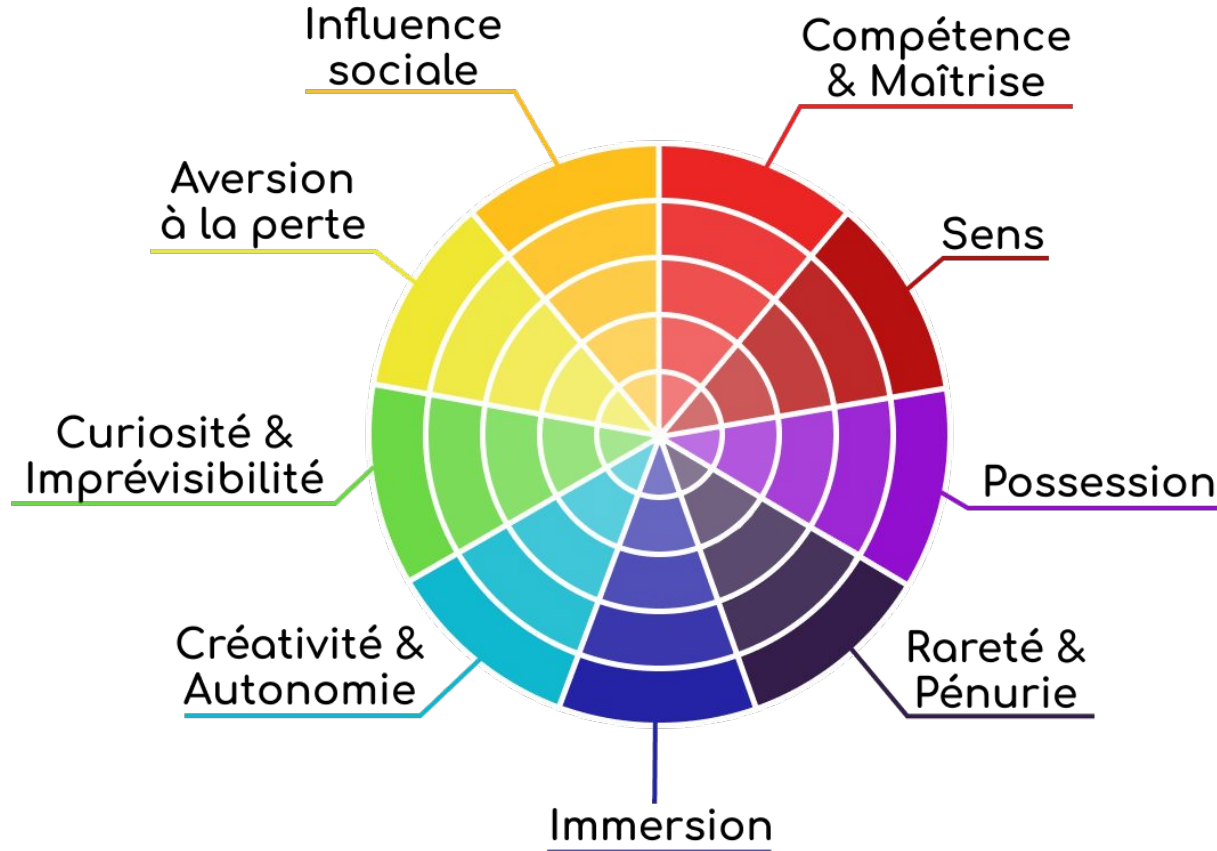 Influence
sociale
Compétence
& Maîtrise
Aversion
à la perte
Sens
Curiosité &
Imprévisibilité
Possession
Créativité &
Autonomie
Rareté &
Pénurie
Immersion